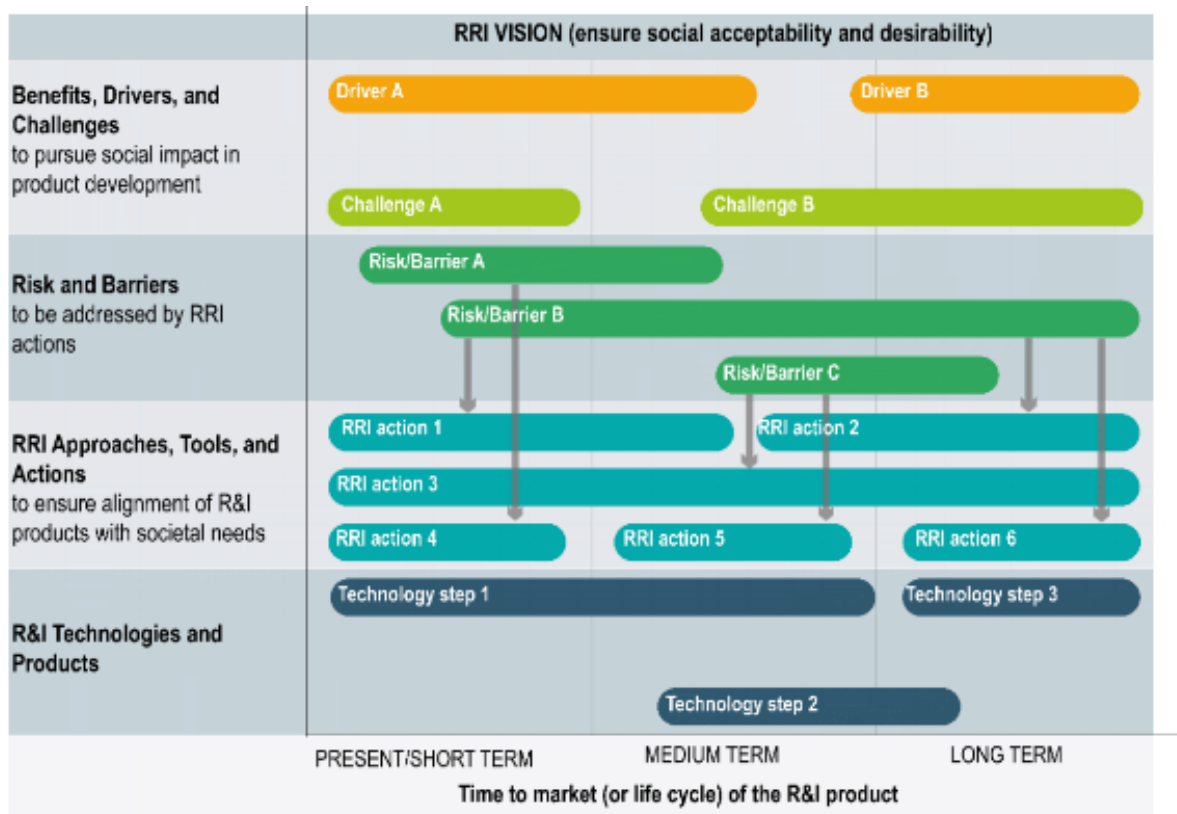 RRI VISION (ensure social acceptability and desirability)
Benefits, Drivers, and
Challenges
to pursue social impact in
product development
Driver A
Driver B
Challenge A
Challenge B
Risk and Barriers
to be addressed by RRI
actions
Risk/Barrier A
Risk/Barrier B
Risk/Barrier C
RRI Approaches, Tools, and
Actions
to ensure alignment of R&I
products with societal needs
RRI action 1
RRI action 2
RRI action 3
RRI action 4
RRI action 5
RRI action 6
R&I Technologies and
Products
Technology step 1
Technology step 3
Technology step 2
PRESENT/SHORT TERM
MEDIUM TERM
LONG TERM
Time to market (or life cycle) of the R&I product